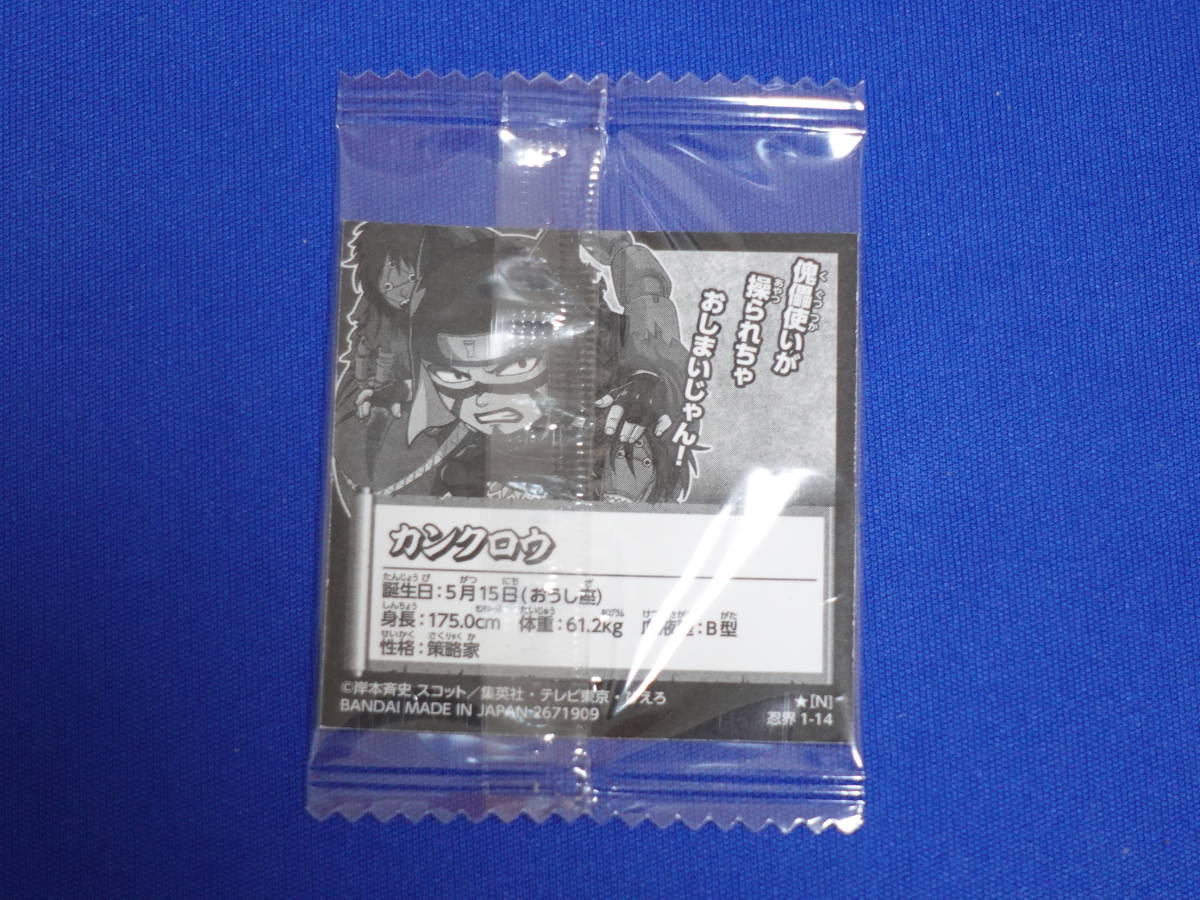 傀儡使いが
操られちゃ
おしまいじゃん!
カンクロウ
誕生日:5月15日(おうし座)
身長:175.0cm 体重:61.2kg 血液型:B型
性格:策略家
©岸本斉史 スコット/集英社・テレビ東京・ぴえろ
BANDAI MADE IN JAPAN 2671909
★[N]
忍界 1-14